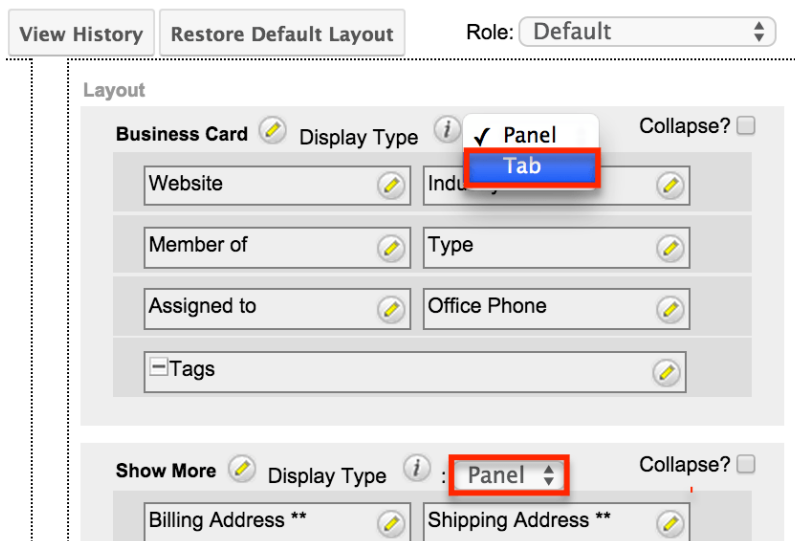 View History Restore Default Layout Role: Default
Layout
Business Card Display Type i ✓ Panel Collapse?
Tab
Website
Member of Type
Assigned to Office Phone
Tags
Show More Display Type i : Panel Collapse?
Billing Address ** Shipping Address **